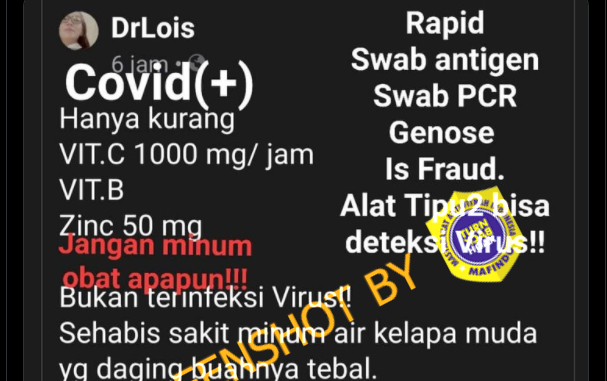 DrLois
6 jam
Covid(+)
Hanya kurang
VIT.C 1000 mg/ jam
VIT.B
Zinc 50 mg
Jangan minum
obat apapun!!!
Bukan terinfeksi Virus!!
Sehabis sakit minum air kelapa muda
yg daging buahnya tebal.
Rapid
Swab antigen
Swab PCR
Genose
Is Fraud.
Alat Tipu2 bisa
deteksi Virus!!
TURN
MAFINDO
BY